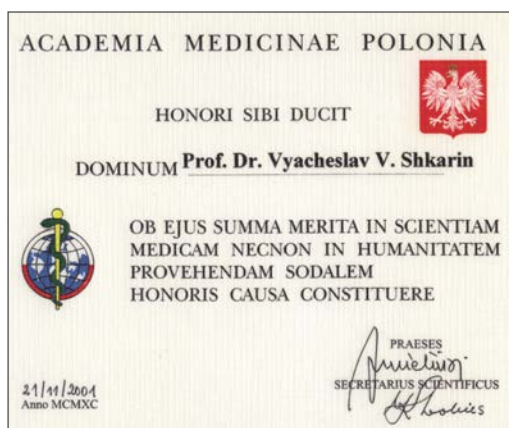 ACADEMIA MEDICINAE POLONIA
HONORI SIBI DUCIT
DOMINUM Prof. Dr. Vyacheslav V. Shkarin
OB EJUS SUMMA MERITA IN SCIENTIAM
MEDICAM NECNON IN HUMANITATEM
PROVEHENDAM SODALEM
HONORIS CAUSA CONSTITUERE
PRAESES
SECRETARIUS SCIENTIFICUS
21/11/2001
Anno MCMXC